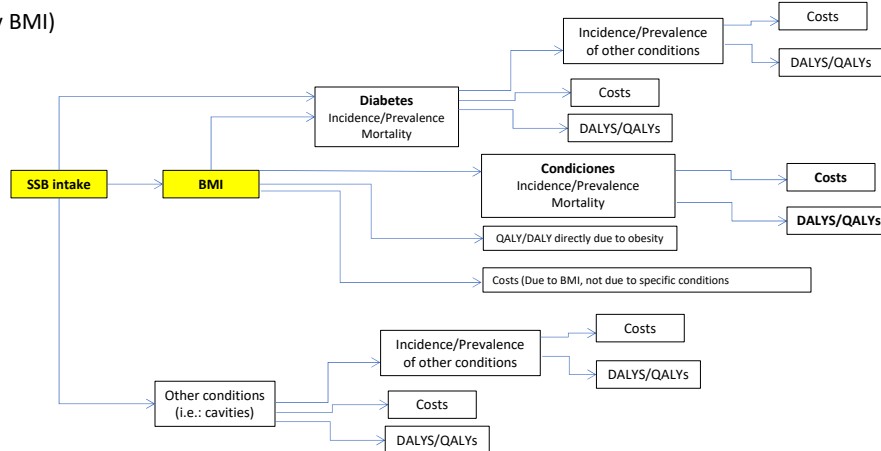 y BMI)
Incidence/Prevalence
of other conditions
Costs
DALYS/QALYs
Diabetes
Incidence/Prevalence
Mortality
Costs
DALYS/QALYs
SSB intake
BMI
Condiciones
Incidence/Prevalence
Mortality
Costs
DALYS/QALYs
QALY/DALY directly due to obesity
Costs (Due to BMI, not due to specific conditions
Incidence/Prevalence
of other conditions
Costs
DALYS/QALYs
Other conditions
(i.e.: cavities)
Costs
DALYS/QALYs